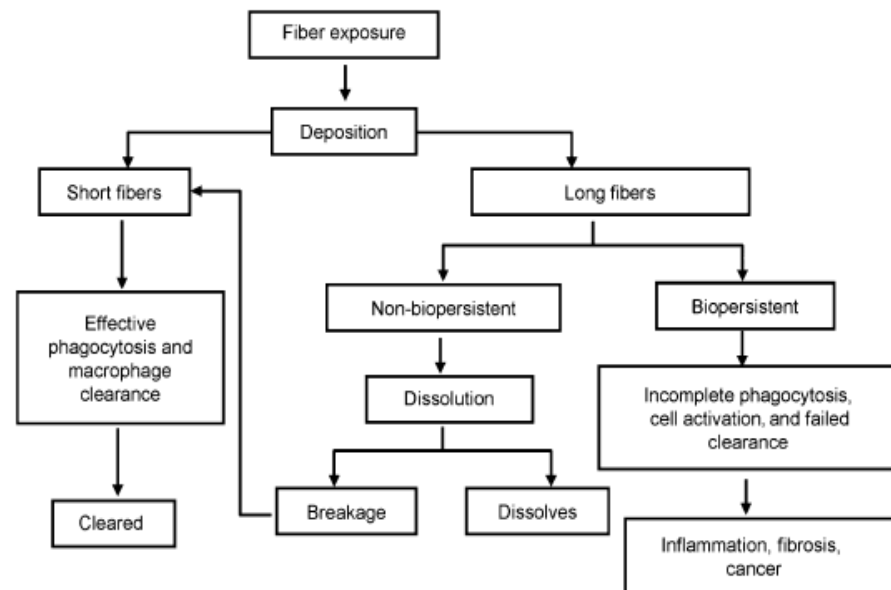 Fiber exposure
Deposition
Short fibers
Long fibers
Non-biopersistent
Biopersistent
Effective
phagocytosis and
macrophage
clearance
Dissolution
Incomplete phagocytosis,
cell activation, and failed
clearance
Cleared
Breakage
Dissolves
Inflammation, fibrosis,
cancer